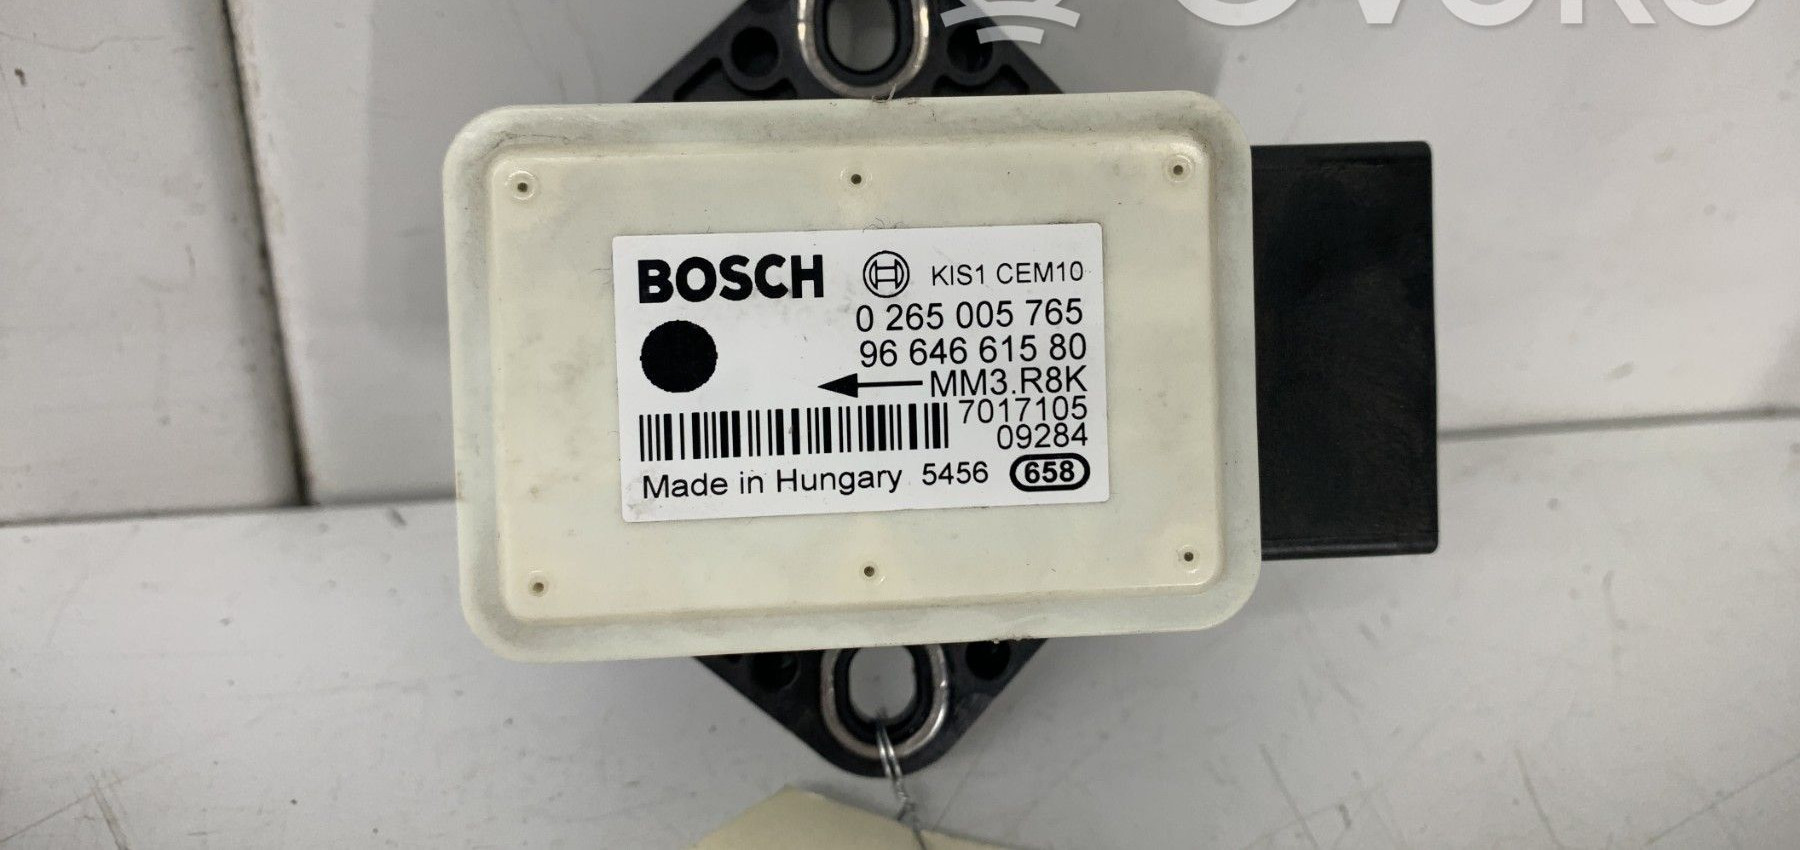 BOSCH KIS1 CEM10
0 265 005 765
96 646 615 80
MM3.R8K
7017105
09284
Made in Hungary 5456 658